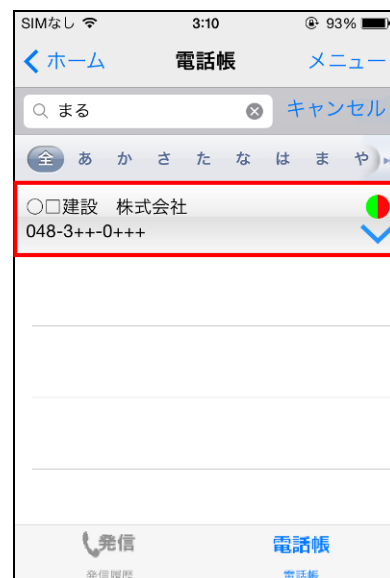 SIMなし 3:10 93%
ホーム 電話帳 メニュー
まる キャンセル
全 あ か さ た な は ま や
○□建設 株式会社
048-3++-0+++
発信 電話帳
発信履歴 電話帳